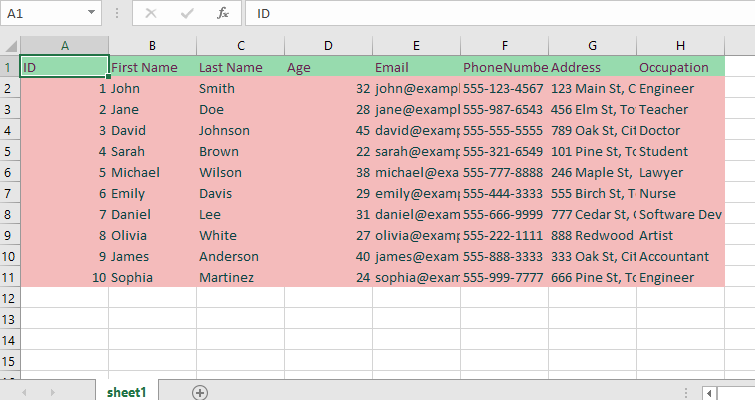 A1 fx ID
A B C D E F G H
1 ID First Name Last Name Age Email PhoneNumbe Address Occupation
2 1 John Smith 32 john@exampl 555-123-4567 123 Main St, C Engineer
3 2 Jane Doe 28 jane@exampl 555-987-6543 456 Elm St, To Teacher
4 3 David Johnson 45 david@examp 555-555-5555 789 Oak St, Cit Doctor
5 4 Sarah Brown 22 sarah@examp 555-321-6549 101 Pine St, To Student
6 5 Michael Wilson 38 michael@exa 555-777-8888 246 Maple St, Lawyer
7 6 Emily Davis 29 emily@examp 555-444-3333 555 Birch St, T Nurse
8 7 Daniel Lee 31 daniel@exam 555-666-9999 777 Cedar St, Software Dev
9 8 Olivia White 27 olivia@exam 555-222-1111 888 Redwood Artist
10 9 James Anderson 40 james@exam 555-888-3333 333 Oak St, Cit Accountant
11 10 Sophia Martinez 24 sophia@exam 555-999-7777 666 Pine St, To Engineer
12
13
14
15
sheet1